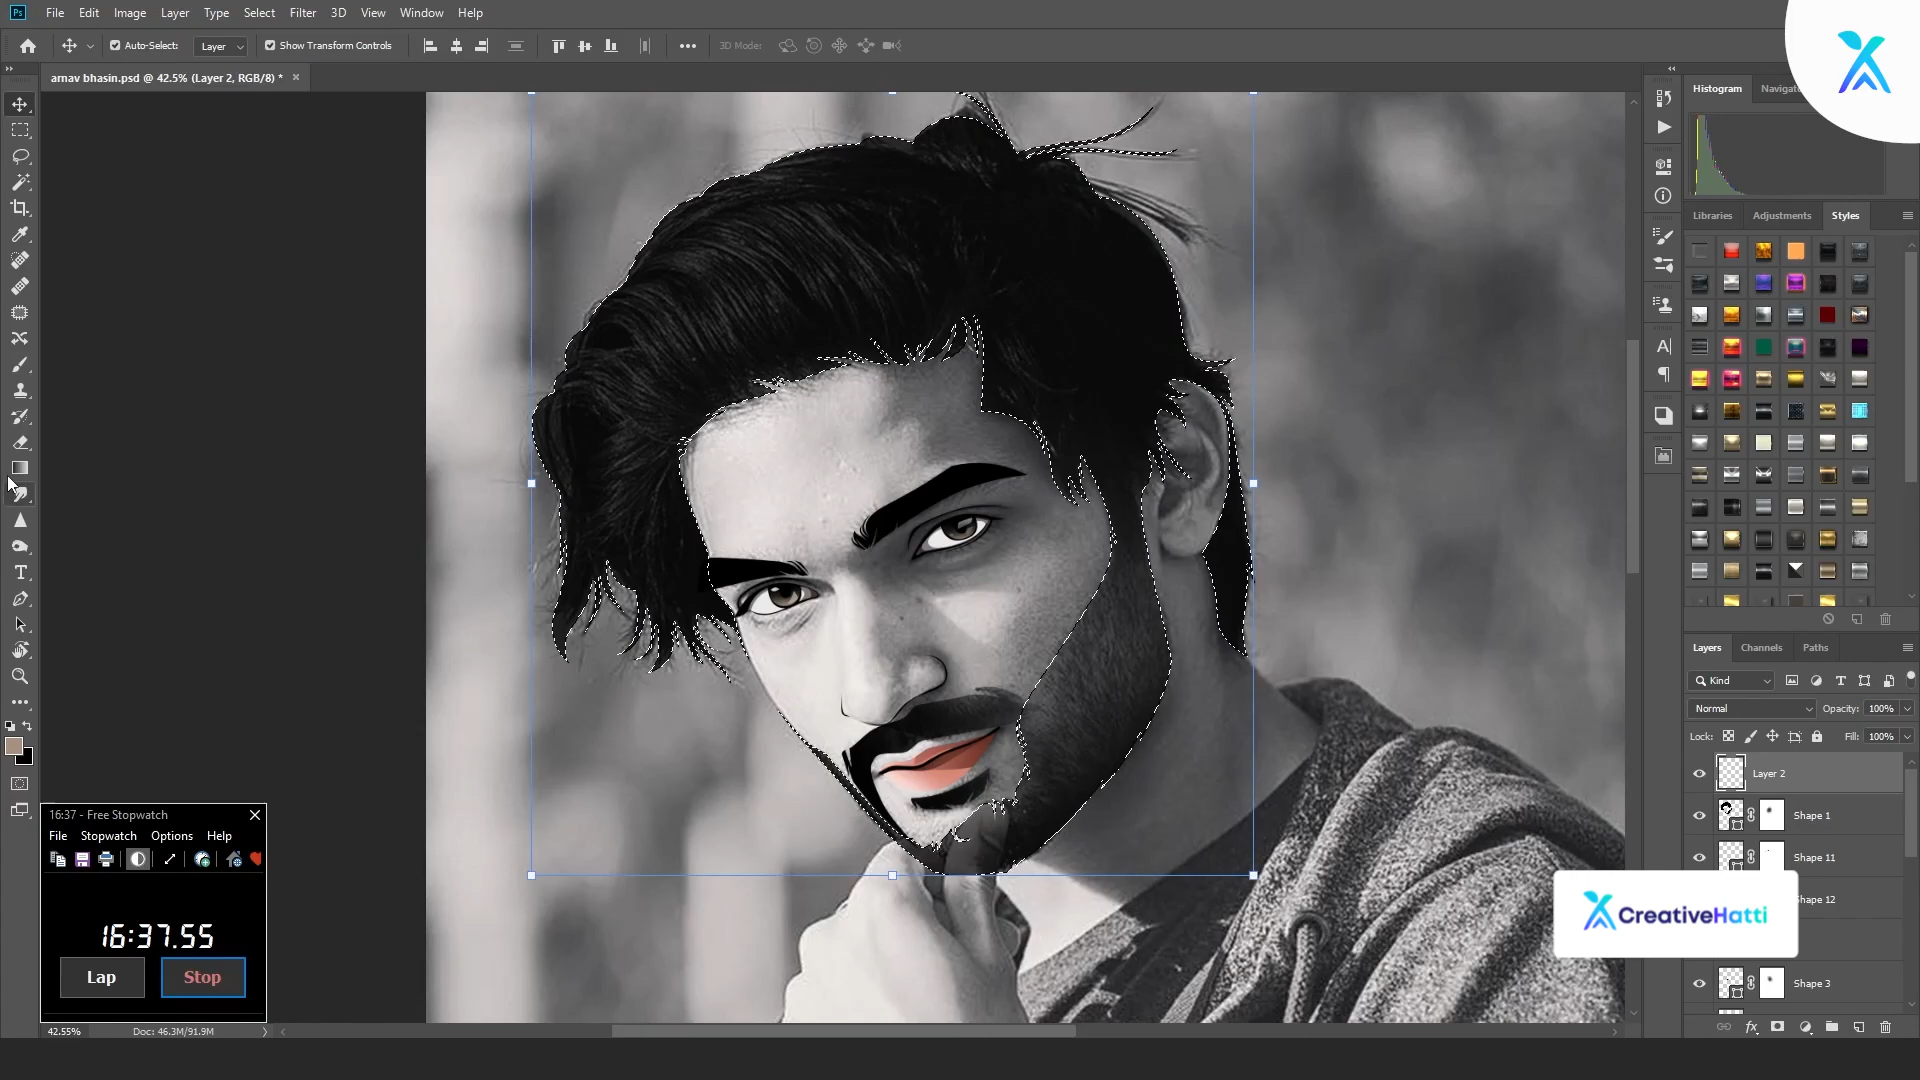 Ps File Edit Image Layer Type Select Filter 3D View Window Help
Auto-Select: Layer Show Transform Controls 3D Mode:
arnav bhasin.psd @ 42.5% (Layer 2, RGB/8) *
Histogram
Libraries Adjustments Styles
Layers Channels Paths
Kind
Normal Opacity: 100%
Lock: Fill: 100%
Layer 2
Shape 1
Shape 11
CreativeHatti
Shape 3
16:37 - Free Stopwatch
File Stopwatch Options Help
16:37.55
Lap Stop
42.55% Doc: 46.3M/91.9M